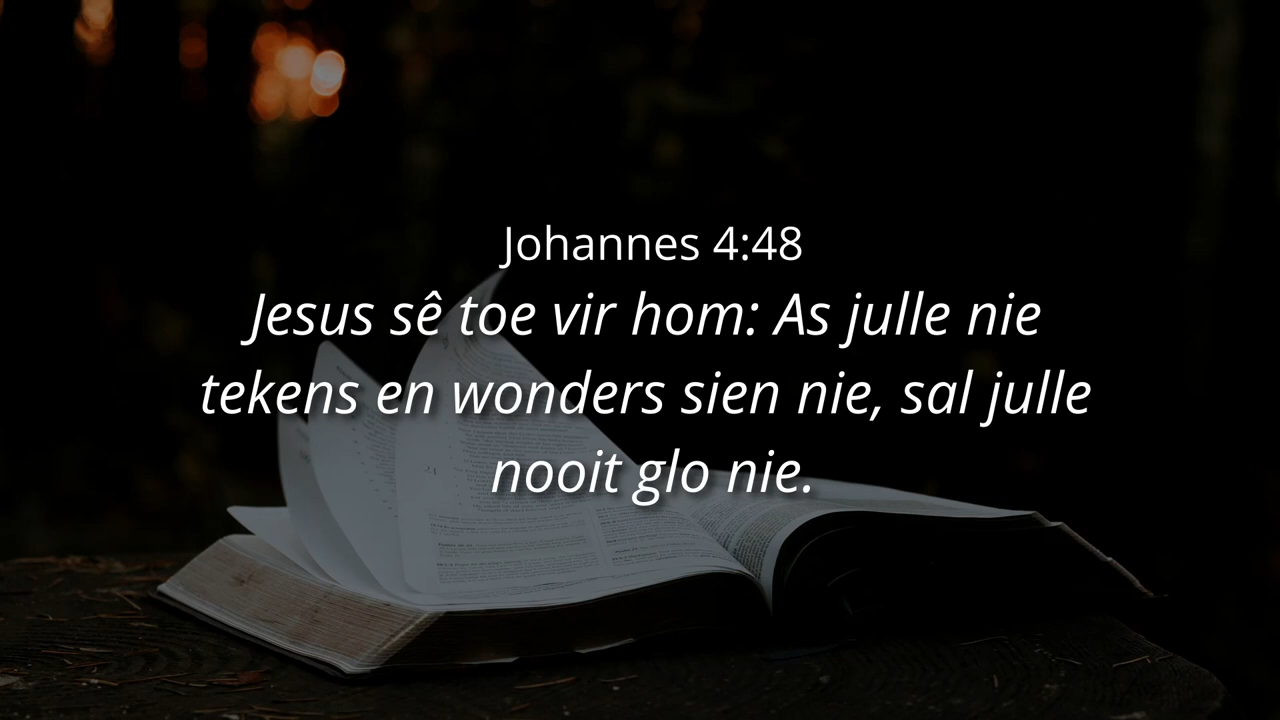 Johannes 4:48
Jesus sê toe vir hom: As julle nie
tekens en wonders sien nie, sal julle
nooit glo nie.